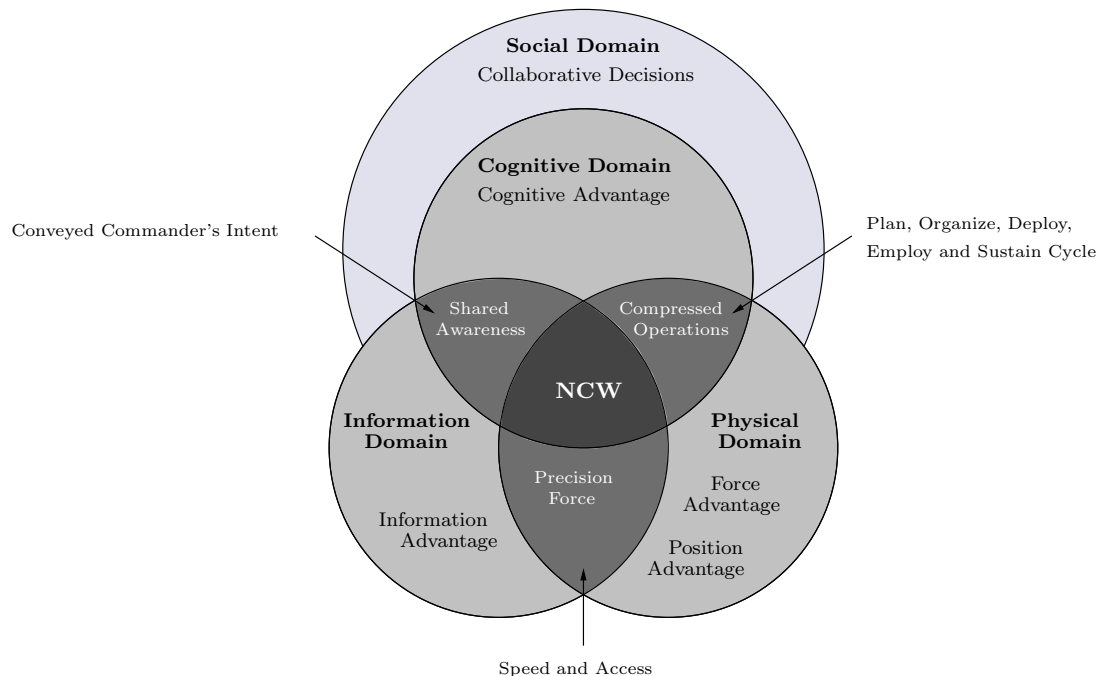 Social Domain
Collaborative Decisions
Cognitive Domain
Cognitive Advantage
Conveyed Commander's Intent
Plan, Organize, Deploy,
Employ and Sustain Cycle
Shared
Awareness
Compressed
Operations
NCW
Information
Domain
Physical
Domain
Precision
Force
Force
Advantage
Information
Advantage
Position
Advantage
Speed and Access